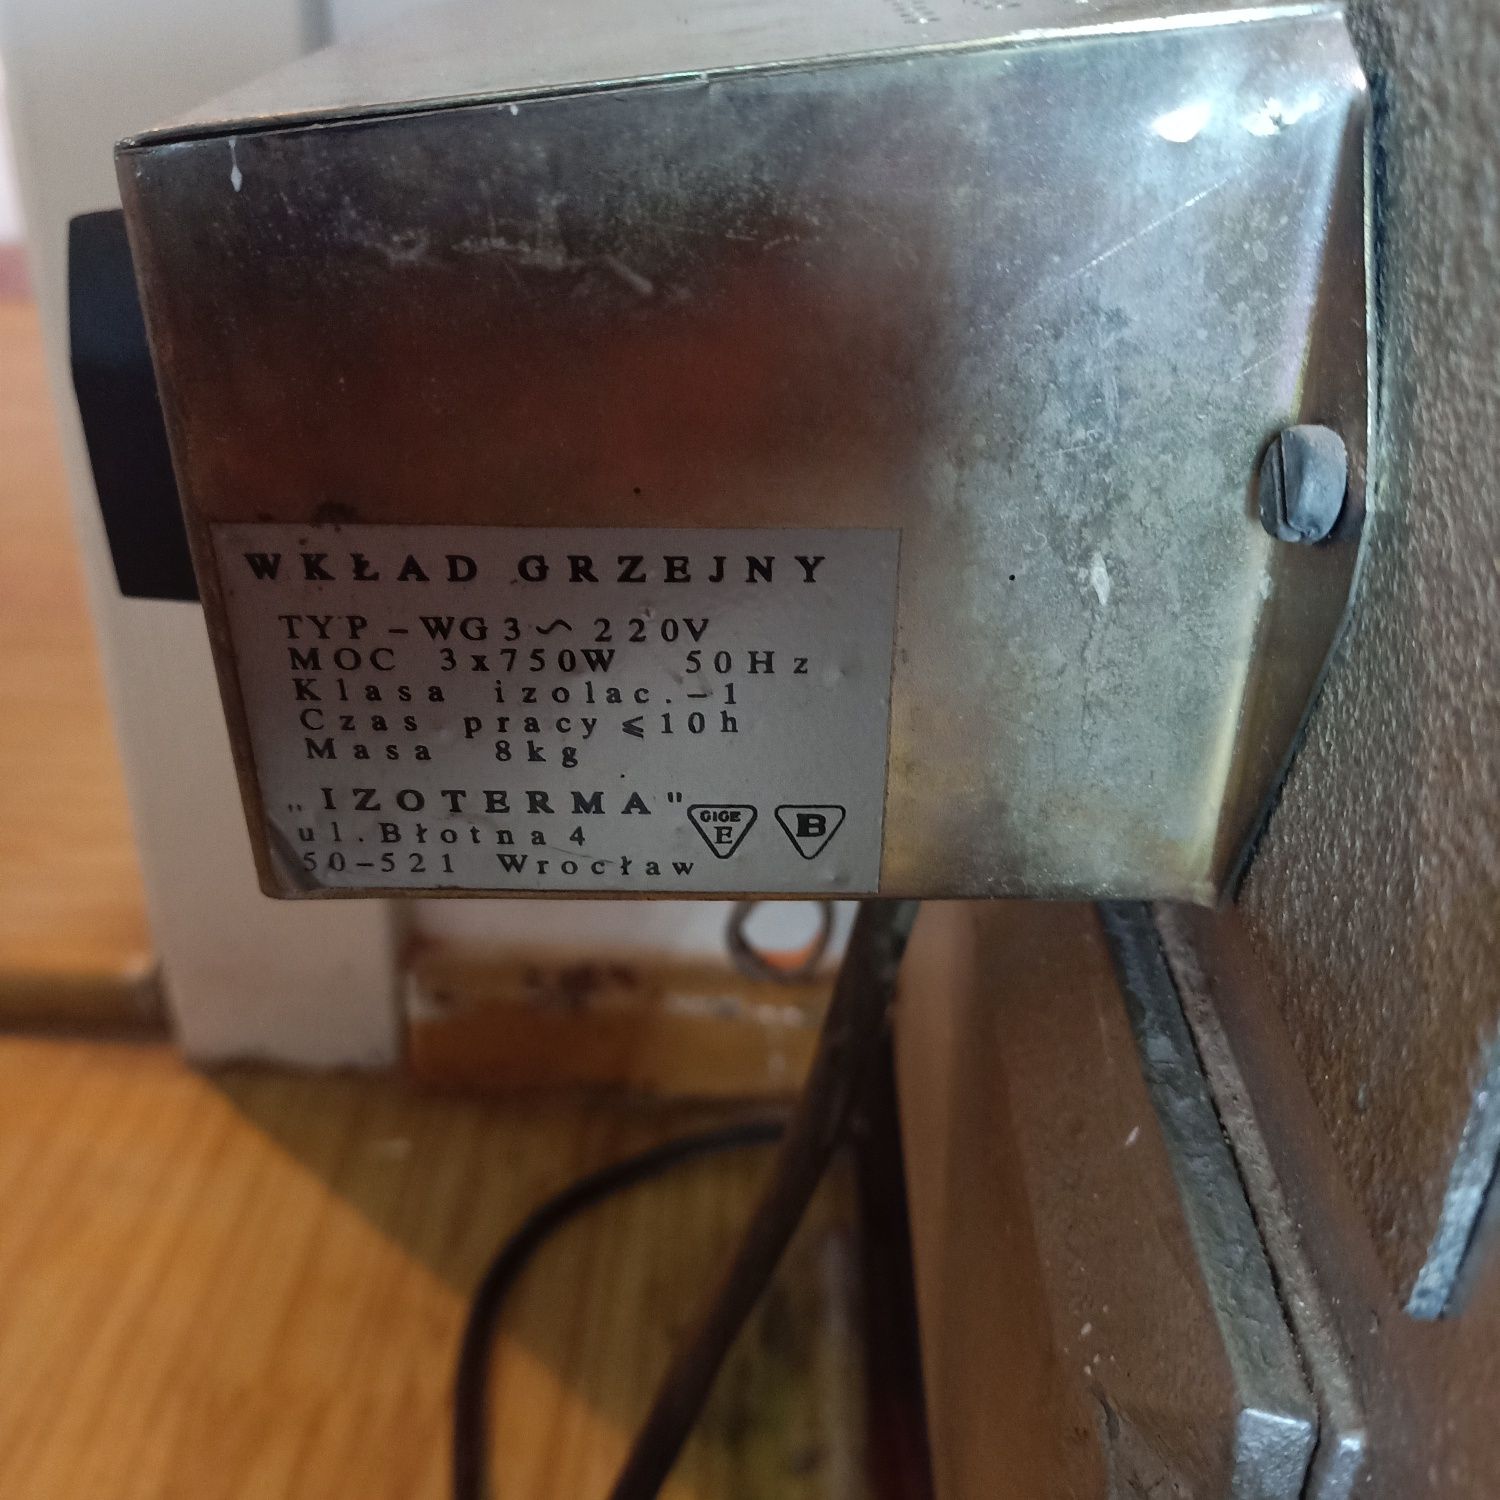 WKŁAD GRZEJNY
TYP-WG3~220V
MOC 3x750W 50Hz
Klasa izolac.-1
Czas pracy ⩽10h
Masa 8kg
„IZOTERMA"
ul.Błotna 4
50-521 Wrocław
GIGE
E
B